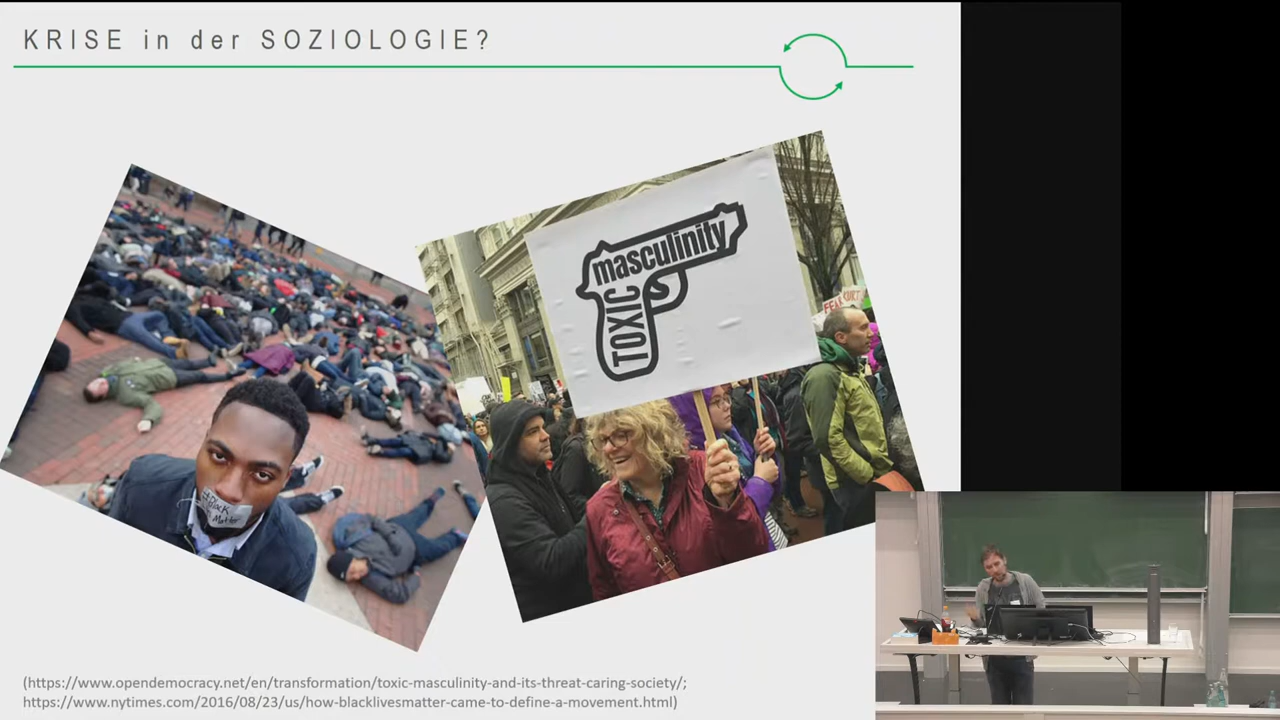 KRISE in der SOZIOLOGIE?
masculinity
TOXIC
Matter
(https://www.opendemocracy.net/en/transformation/toxic-masculinity-and-its-threat-caring-society/;
https://www.nytimes.com/2016/08/23/us/how-blacklivesmatter-came-to-define-a-movement.html)